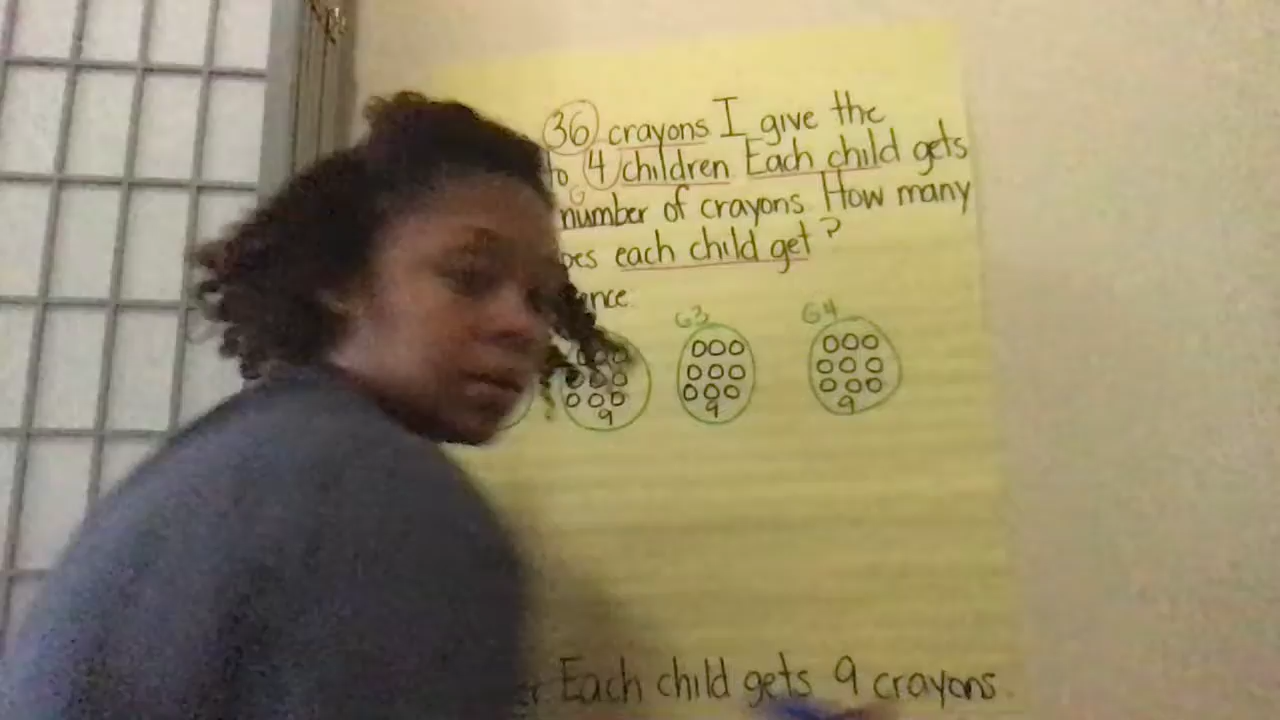 36 crayons I give the
to 4 children Each child gets
number of crayons How many
each child get?
G
G3 G4
9 9 9
Each child gets 9 crayons